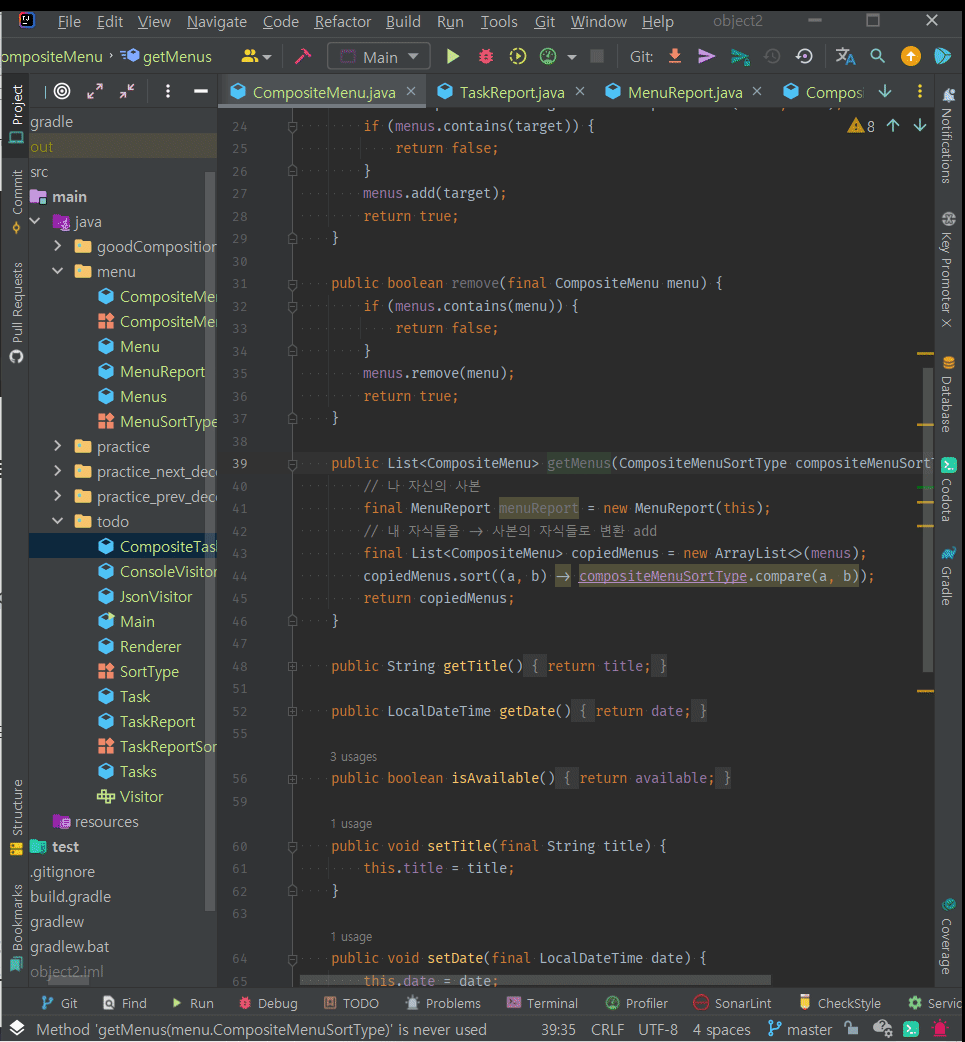 File Edit View Navigate Code Refactor Build Run Tools Git Window Help object2
ompositeMenu getMenus Main Git:
CompositeMenu.java TaskReport.java MenuReport.java Compos
Project
Commit
Pull Requests
Structure
Bookmarks
gradle
out
src
main
java
goodComposition
menu
CompositeMe
CompositeMe
Menu
MenuReport
Menus
MenuSortType
practice
practice_next_deco
practice_prev_deco
todo
CompositeTask
ConsoleVisitor
JsonVisitor
Main
Renderer
SortType
Task
TaskReport
TaskReportSor
Tasks
Visitor
resources
test
.gitignore
build.gradle
gradlew
gradlew.bat
object2.iml
8
24 if (menus.contains(target)) {
25 return false;
26 }
27 menus.add(target);
28 return true;
29 }
30
31 public boolean remove(final CompositeMenu menu) {
32 if (menus.contains(menu)) {
33 return false;
34 }
35 menus.remove(menu);
36 return true;
37 }
38
39 public List<CompositeMenu> getMenus(CompositeMenuSortType compositeMenuSortT
40 // 나 자신의 사본
41 final MenuReport menuReport = new MenuReport(this);
42 // 내 자식들을 -> 사본의 자식들로 변환 add
43 final List<CompositeMenu> copiedMenus = new ArrayList<>(menus);
44 copiedMenus.sort((a, b) -> compositeMenuSortType.compare(a, b));
45 return copiedMenus;
46 }
47
48 public String getTitle() { return title; }
51
52 public LocalDateTime getDate() { return date; }
55
3 usages
56 public boolean isAvailable() { return available; }
59
1 usage
60 public void setTitle(final String title) {
61 this.title = title;
62 }
63
1 usage
64 public void setDate(final LocalDateTime date) {
65 this.date = date;
Notifications
Key Promoter X
Database
Codota
Gradle
Coverage
Git Find Run Debug TODO Problems Terminal Profiler SonarLint CheckStyle Servic
Method 'getMenus(menu.CompositeMenuSortType)' is never used 39:35 CRLF UTF-8 4 spaces master